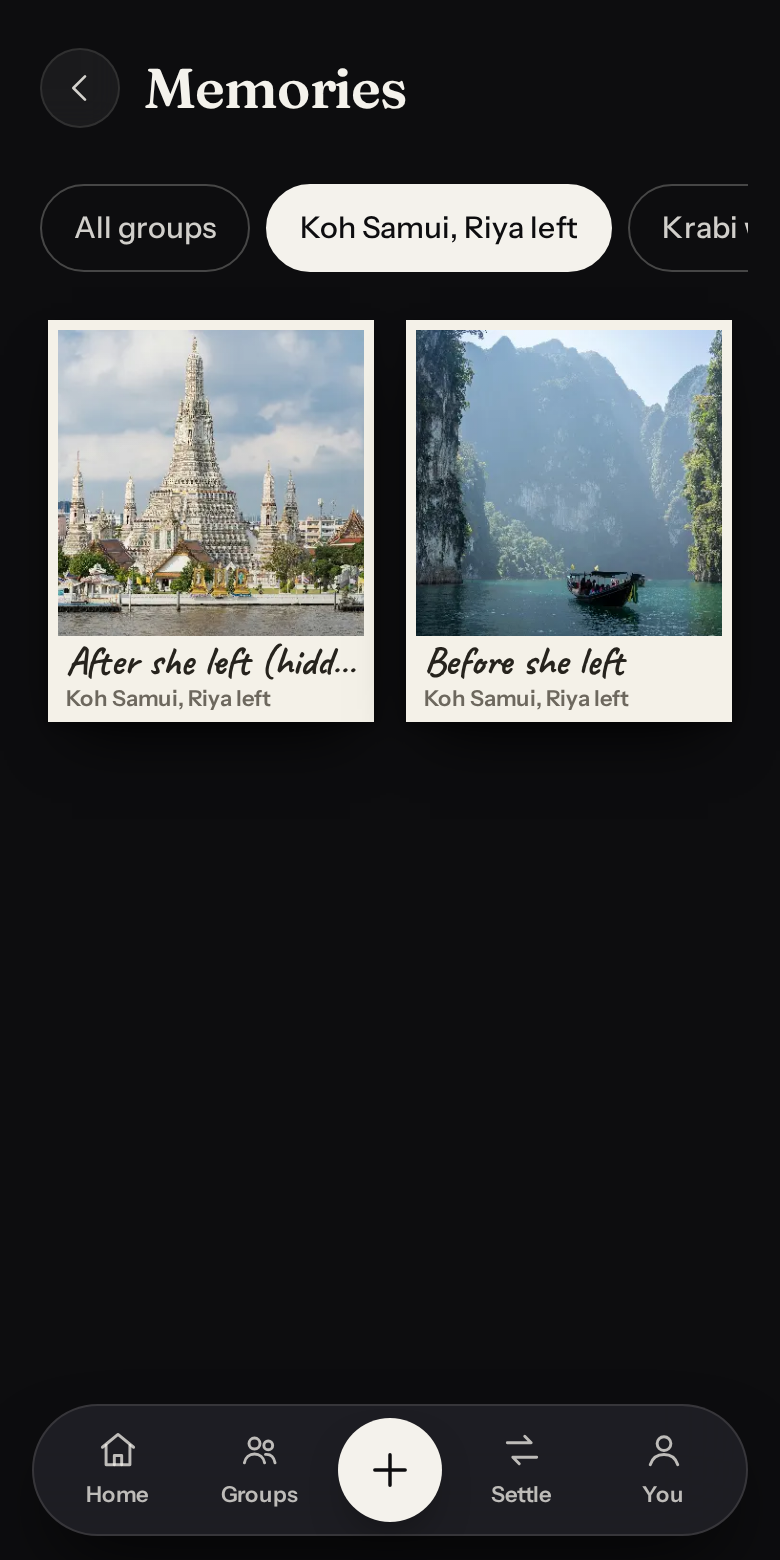 Memories
All groups
Koh Samui, Riya left
Krabi
After she left (hidd...
Koh Samui, Riya left
Before she left
Koh Samui, Riya left
Home
Groups
Settle
You